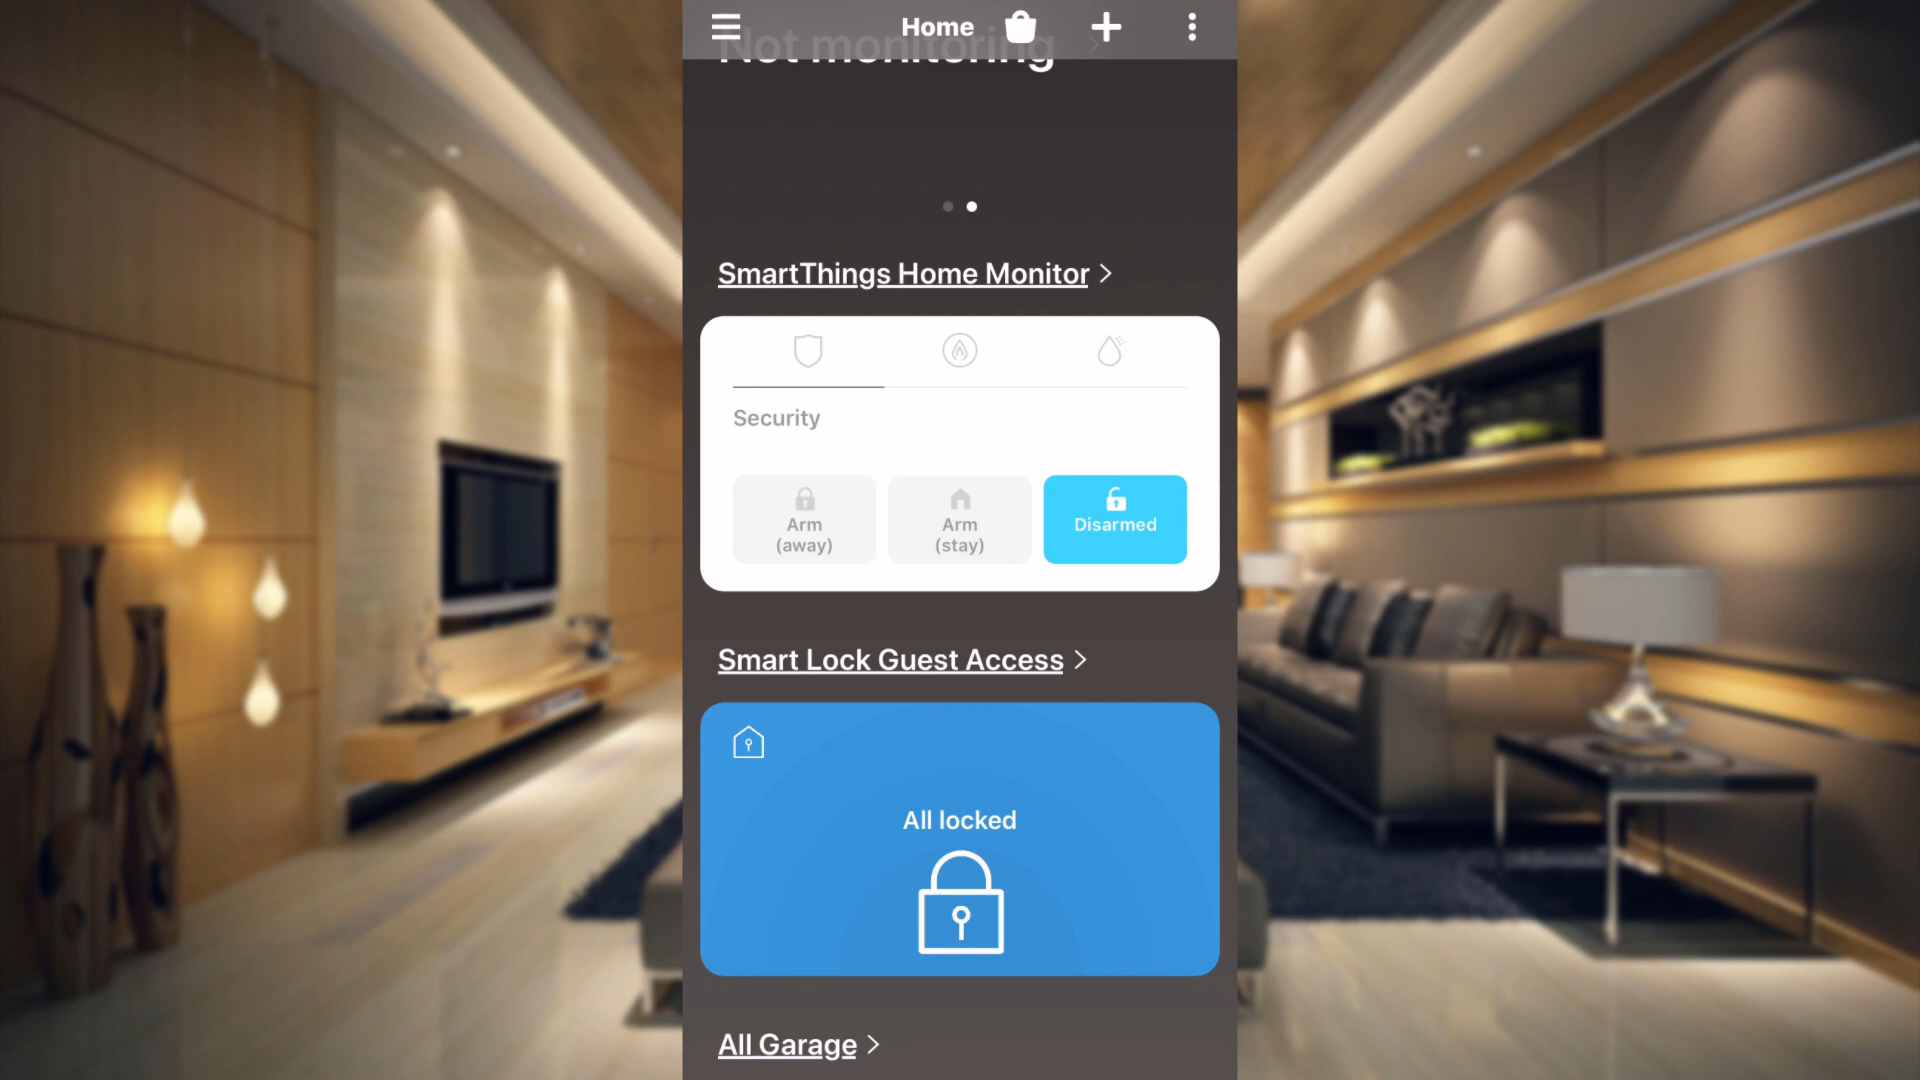 Home
Not monitoring
SmartThings Home Monitor
Security
Arm
(away)
Arm
(stay)
Disarmed
Smart Lock Guest Access
All locked
All Garage